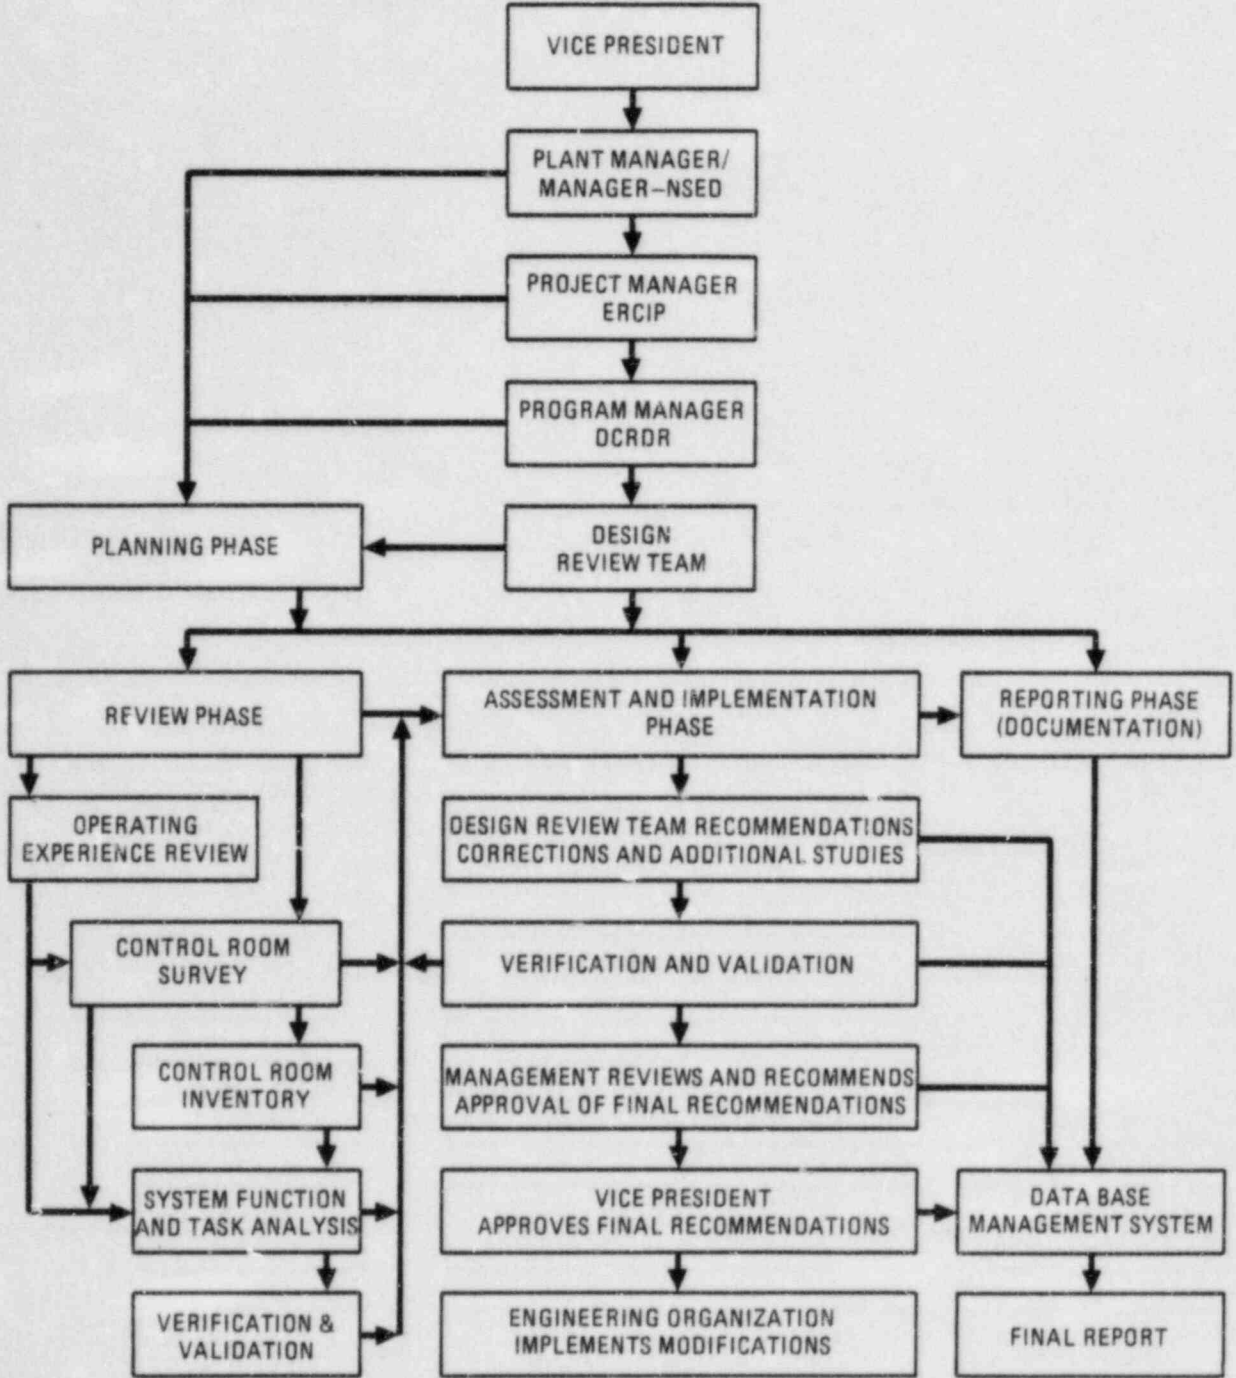 VICE PRESIDENT
PLANT MANAGER/
MANAGER–NSED
PROJECT MANAGER
ERCIP
PROGRAM MANAGER
DCRDR
PLANNING PHASE
DESIGN
REVIEW TEAM
REVIEW PHASE
ASSESSMENT AND IMPLEMENTATION
PHASE
REPORTING PHASE
(DOCUMENTATION)
OPERATING
EXPERIENCE REVIEW
DESIGN REVIEW TEAM RECOMMENDATIONS
CORRECTIONS AND ADDITIONAL STUDIES
CONTROL ROOM
SURVEY
VERIFICATION AND VALIDATION
CONTROL ROOM
INVENTORY
MANAGEMENT REVIEWS AND RECOMMENDS
APPROVAL OF FINAL RECOMMENDATIONS
SYSTEM FUNCTION
AND TASK ANALYSIS
VICE PRESIDENT
APPROVES FINAL RECOMMENDATIONS
DATA BASE
MANAGEMENT SYSTEM
VERIFICATION &
VALIDATION
ENGINEERING ORGANIZATION
IMPLEMENTS MODIFICATIONS
FINAL REPORT